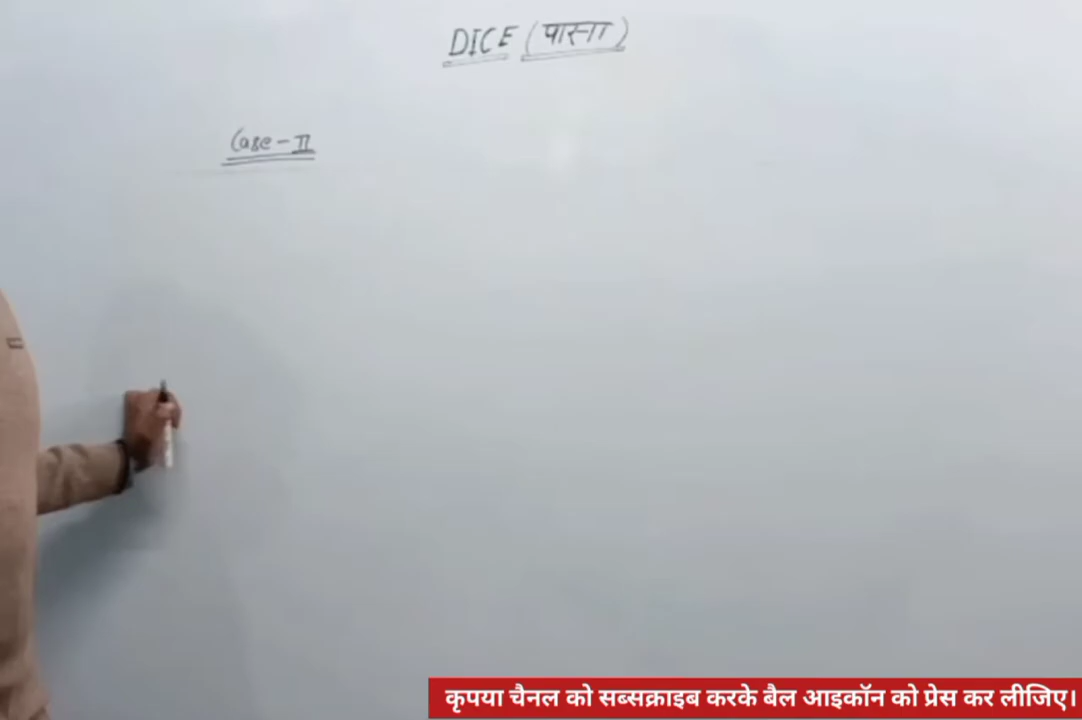 DICE (पासा)
Case-II
कृपया चैनल को सब्सक्राइब करके बैल आइकॉन को प्रेस कर लीजिए।